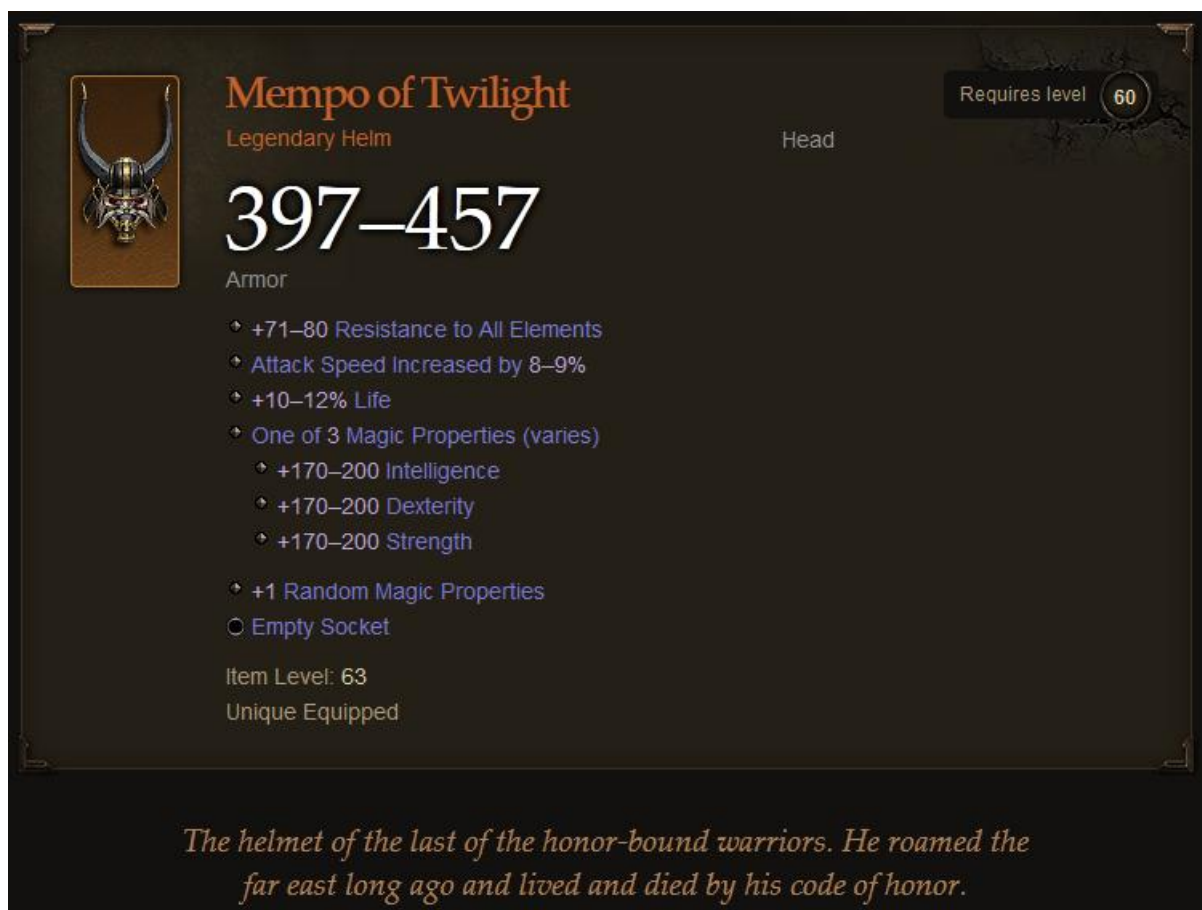 Mempo of Twilight
Requires level 60
Legendary Helm
Head
397–457
Armor
+71–80 Resistance to All Elements
Attack Speed Increased by 8–9%
+10–12% Life
One of 3 Magic Properties (varies)
+170–200 Intelligence
+170–200 Dexterity
+170–200 Strength
+1 Random Magic Properties
Empty Socket
Item Level: 63
Unique Equipped
The helmet of the last of the honor-bound warriors. He roamed the
far east long ago and lived and died by his code of honor.